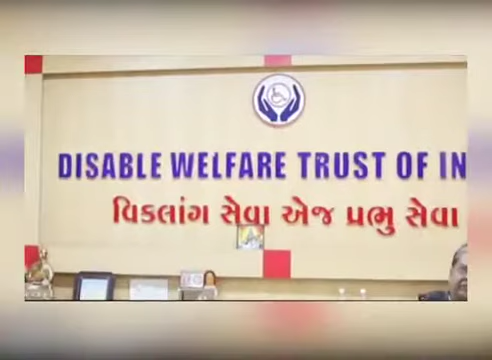 DISABLE WELFARE TRUST OF IN
વિકલાંગ સેવા એજ પ્રભુ સેવા